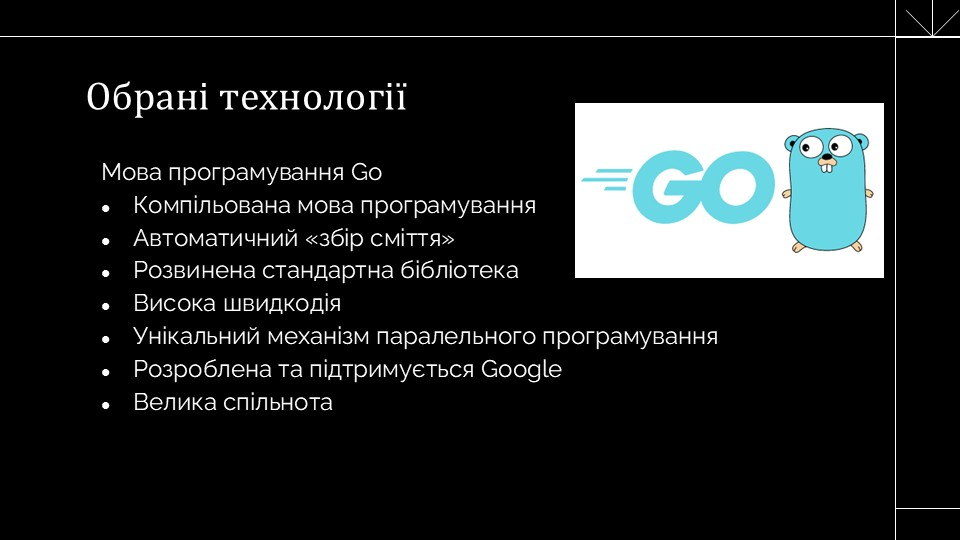 Обрані технології
Мова програмування Go
● Компільована мова програмування
● Автоматичний «збір сміття»
● Розвинена стандартна бібліотека
● Висока швидкодія
● Унікальний механізм паралельного програмування
● Розроблена та підтримується Google
● Велика спільнота
GO